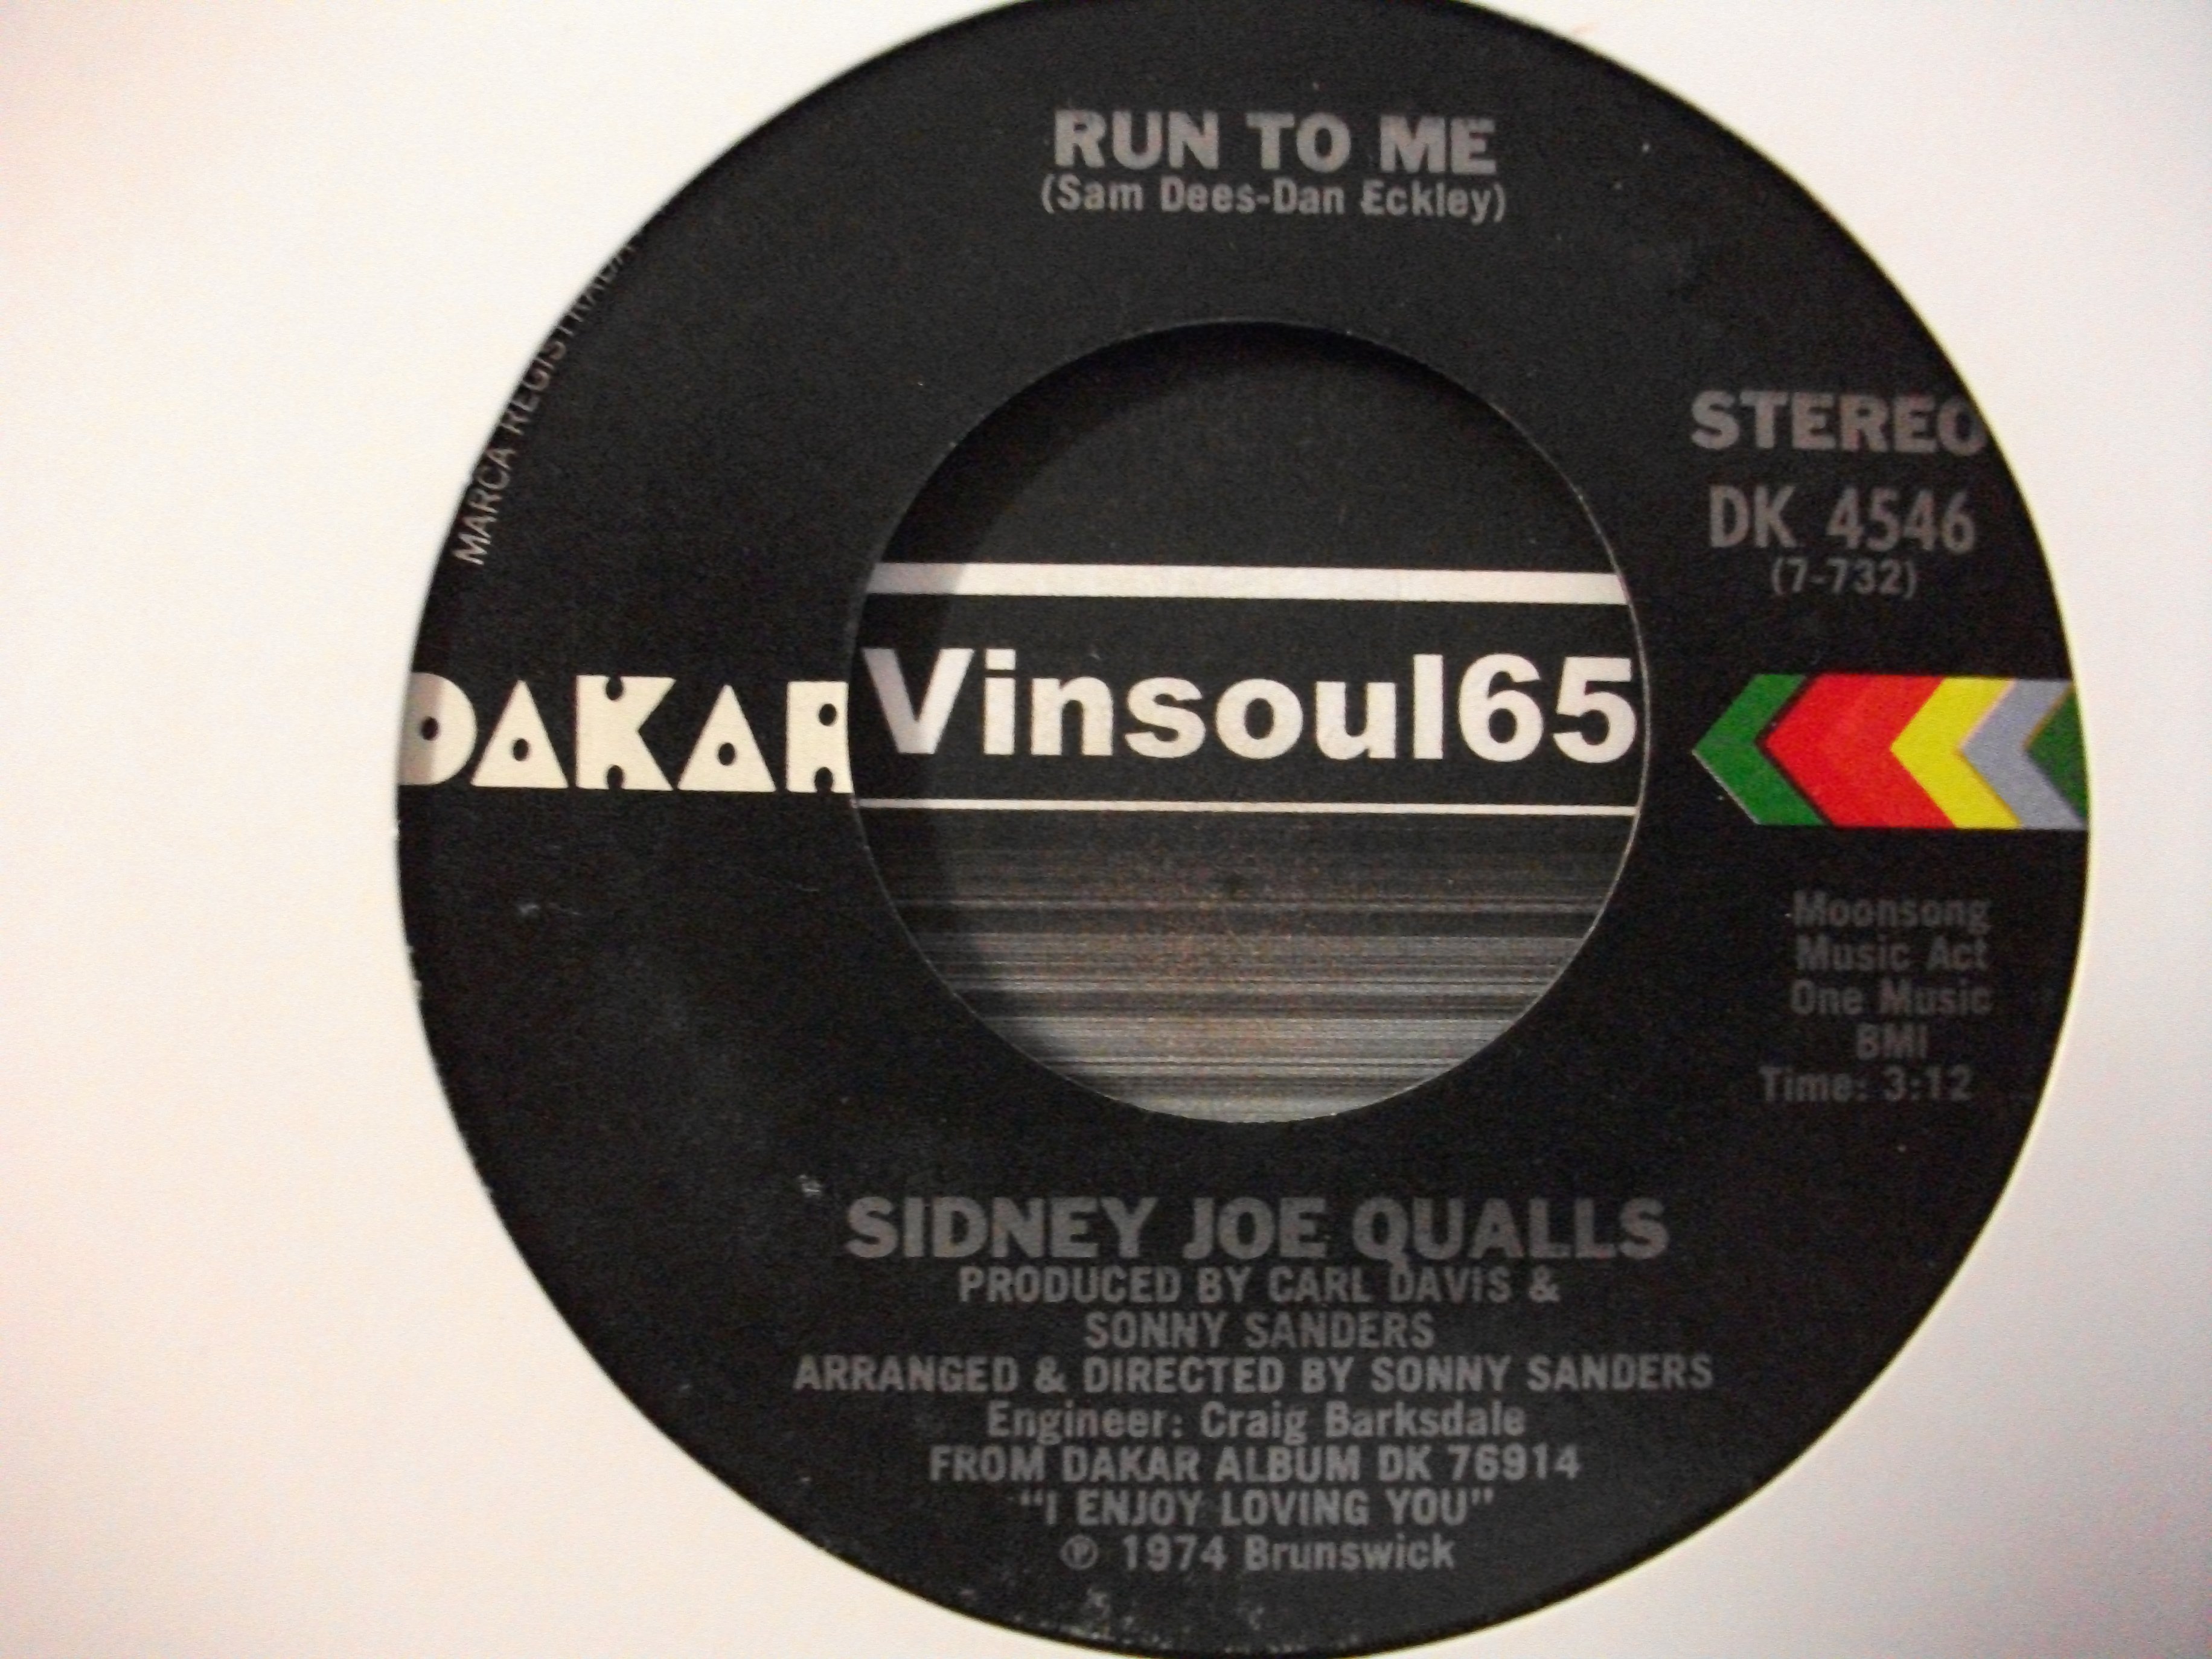 RUN TO ME
(Sam Dees-Dan Eckley)
MARCA REGISTRADA
STEREO
DK 4546
(7-732)
DAKAR
Vinsoul65
Moonsong
Music Act
One Music
BMI
Time: 3:12
SIDNEY JOE QUALLS
PRODUCED BY CARL DAVIS &
SONNY SANDERS
ARRANGED & DIRECTED BY SONNY SANDERS
Engineer: Craig Barksdale
FROM DAKAR ALBUM DK 76914
"I ENJOY LOVING YOU"
℗ 1974 Brunswick